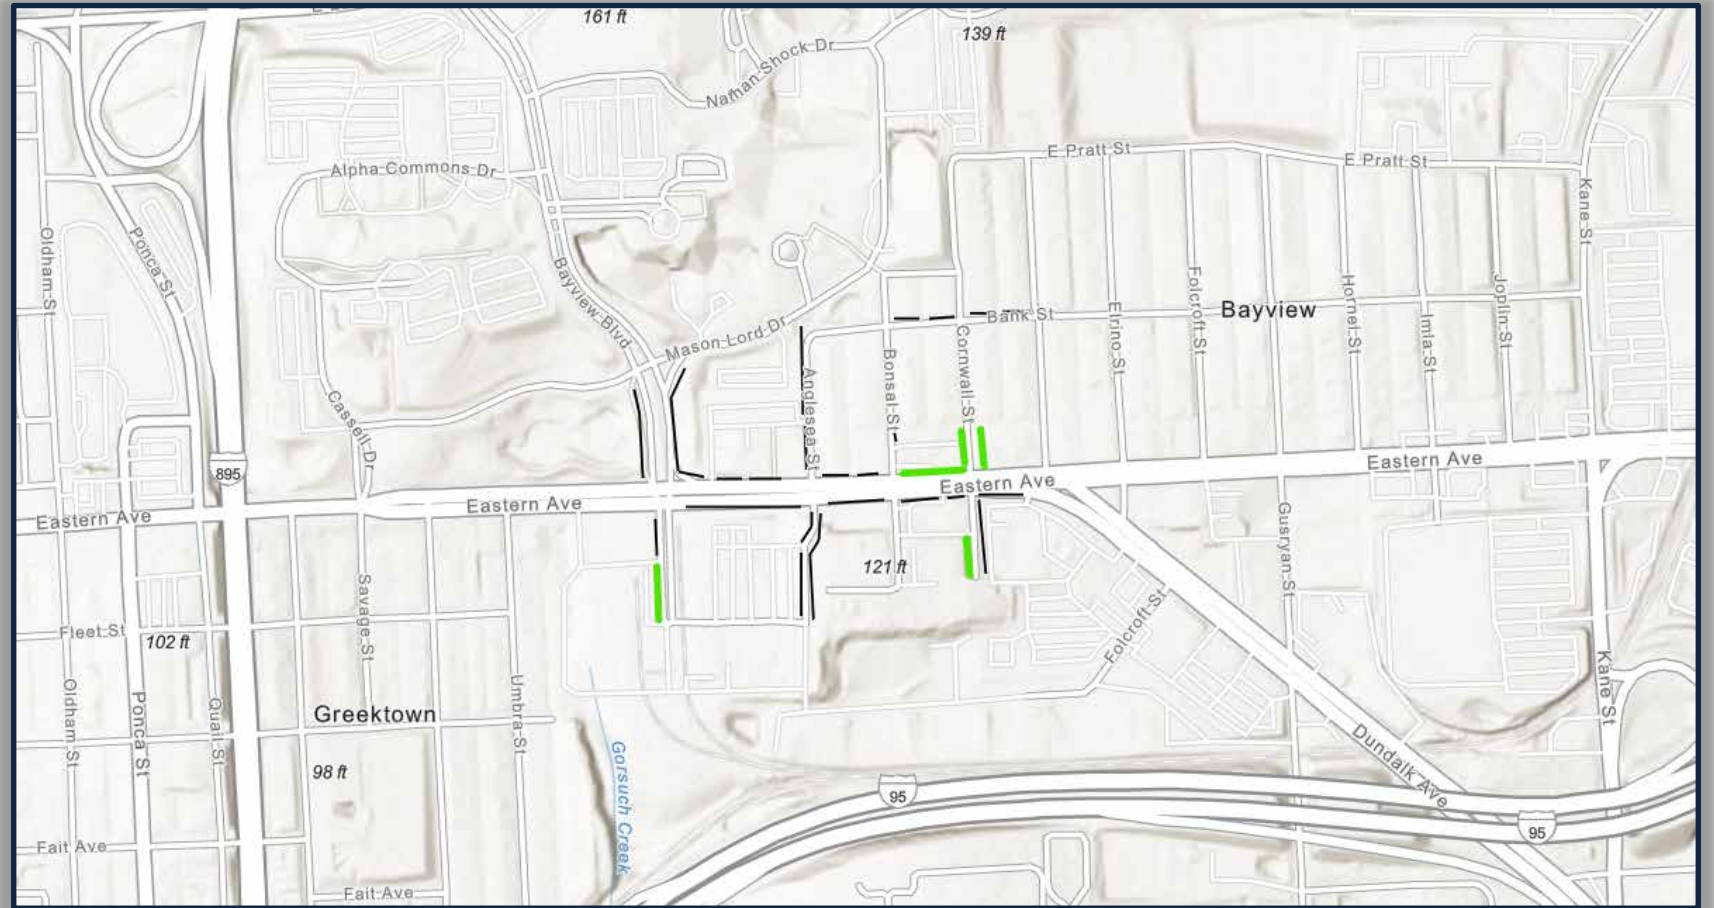 161 ft
139 ft
Nathan Shock Dr
E Pratt St
E Pratt St
Alpha Commons Dr
Kane St
Oldham St
Ponca St
Bayview Blvd
Folcroft St
Hornel St
Joplin St
Elrino St
Imla St
Bayview
Bank St
Mason Lord Dr
Cornwall St
Bonsal St
Anglesea St
Cassell Dr
895
Eastern Ave
Eastern Ave
Eastern Ave
Eastern Ave
Gusryan St
121 ft
Savage St
Folcroft St
Fleet St
102 ft
Oldham St
Ponca St
Quail St
Umbra St
Kane St
Greektown
Gorsuch Creek
Dundalk Ave
98 ft
95
95
Fait Ave
Fait Ave